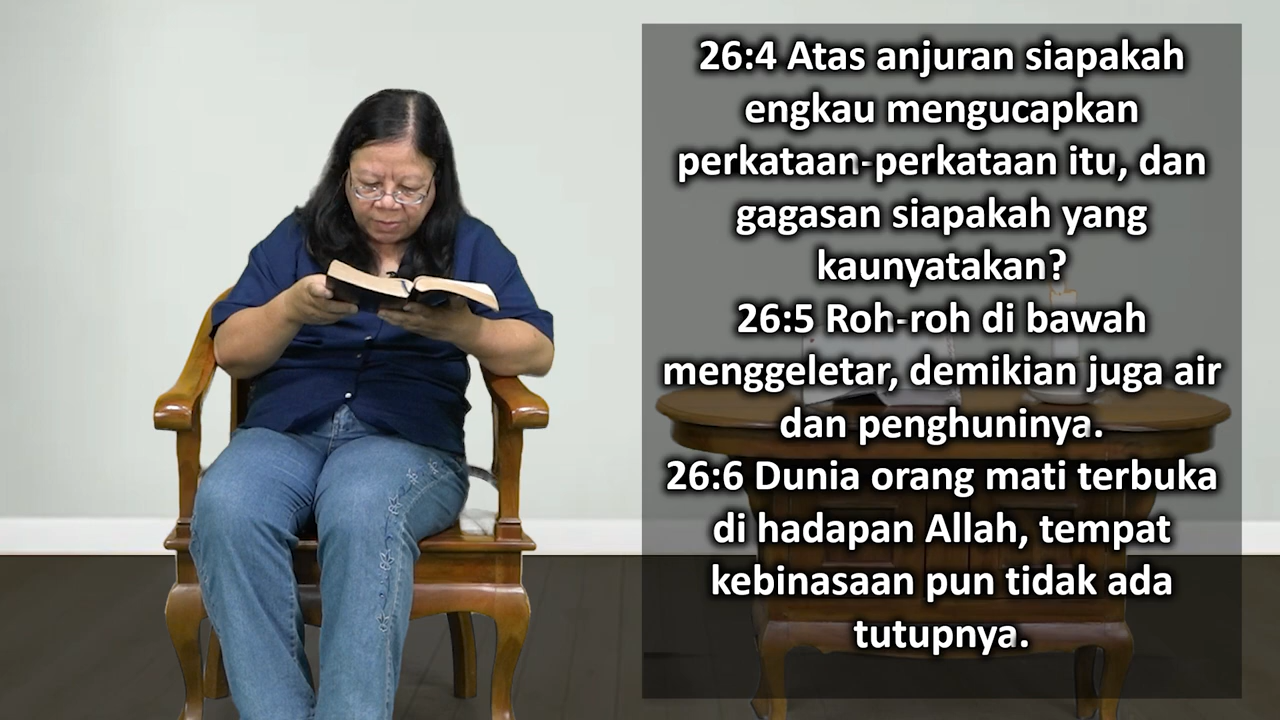 26:4 Atas anjuran siapakah
engkau mengucapkan
perkataan-perkataan itu, dan
gagasan siapakah yang
kaunyatakan?
26:5 Roh-roh di bawah
menggeletar, demikian juga air
dan penghuninya.
26:6 Dunia orang mati terbuka
di hadapan Allah, tempat
kebinasaan pun tidak ada
tutupnya.